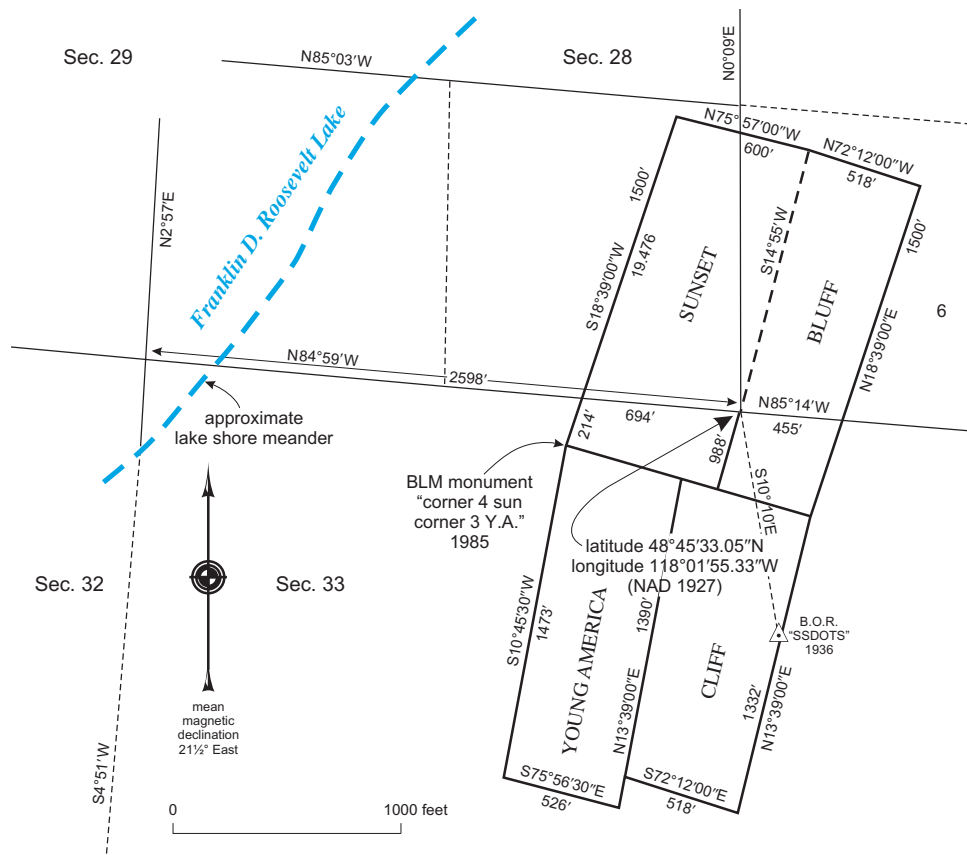 Sec. 29
N85°03′W
Sec. 28
N0°09′E
N75°57′00″W
600′
N72°12′00″W
518′
Franklin D. Roosevelt Lake
N2°57′E
1500′
19.476
S18°39′00″W
SUNSET
S14°55′W
BLUFF
1500′
N18°39′00″E
6
N84°59′W
2598′
N85°14′W
455′
approximate
lake shore meander
214′
694′
988′
S10°10′E
BLM monument
“corner 4 sun
corner 3 Y.A.”
1985
latitude 48°45′33.05″N
longitude 118°01′55.33″W
(NAD 1927)
Sec. 32
Sec. 33
S10°45′30″W
1473′
YOUNG AMERICA
1390′
N13°39′00″E
CLIFF
B.O.R.
“SSDOTS”
1936
1332′
N13°39′00″E
mean
magnetic
declination
21½° East
S4°51′W
S75°56′30″E
526′
S72°12′00″E
518′
0
1000 feet